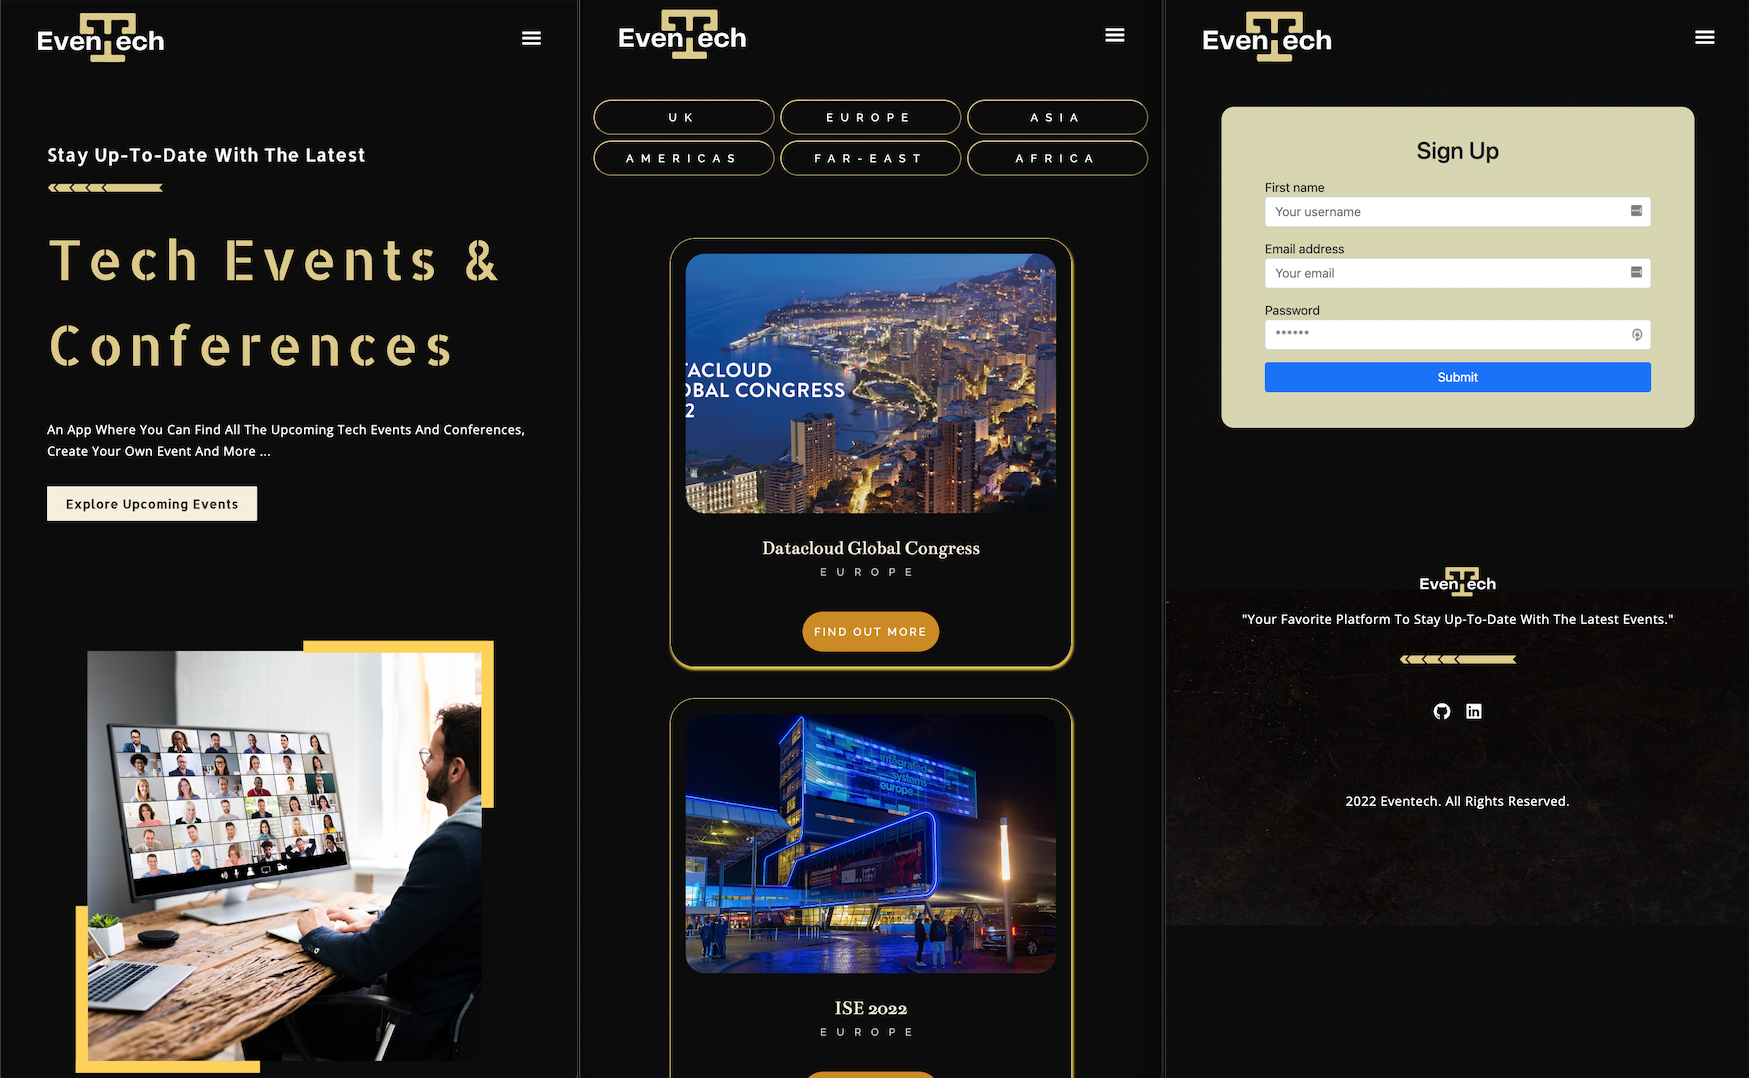 EvenTech
Stay Up-To-Date With The Latest
Tech Events &
Conferences
An App Where You Can Find All The Upcoming Tech Events And Conferences,
Create Your Own Event And More ...
Explore Upcoming Events
EvenTech
UK
EUROPE
ASIA
AMERICAS
FAR-EAST
AFRICA
TACLOUD
OBAL CONGRESS
2
Datacloud Global Congress
EUROPE
FIND OUT MORE
integrated
systems
europe
ISE 2022
EUROPE
EvenTech
Sign Up
First name
Your username
Email address
Your email
Password
******
Submit
EvenTech
"Your Favorite Platform To Stay Up-To-Date With The Latest Events."
2022 Eventech. All Rights Reserved.